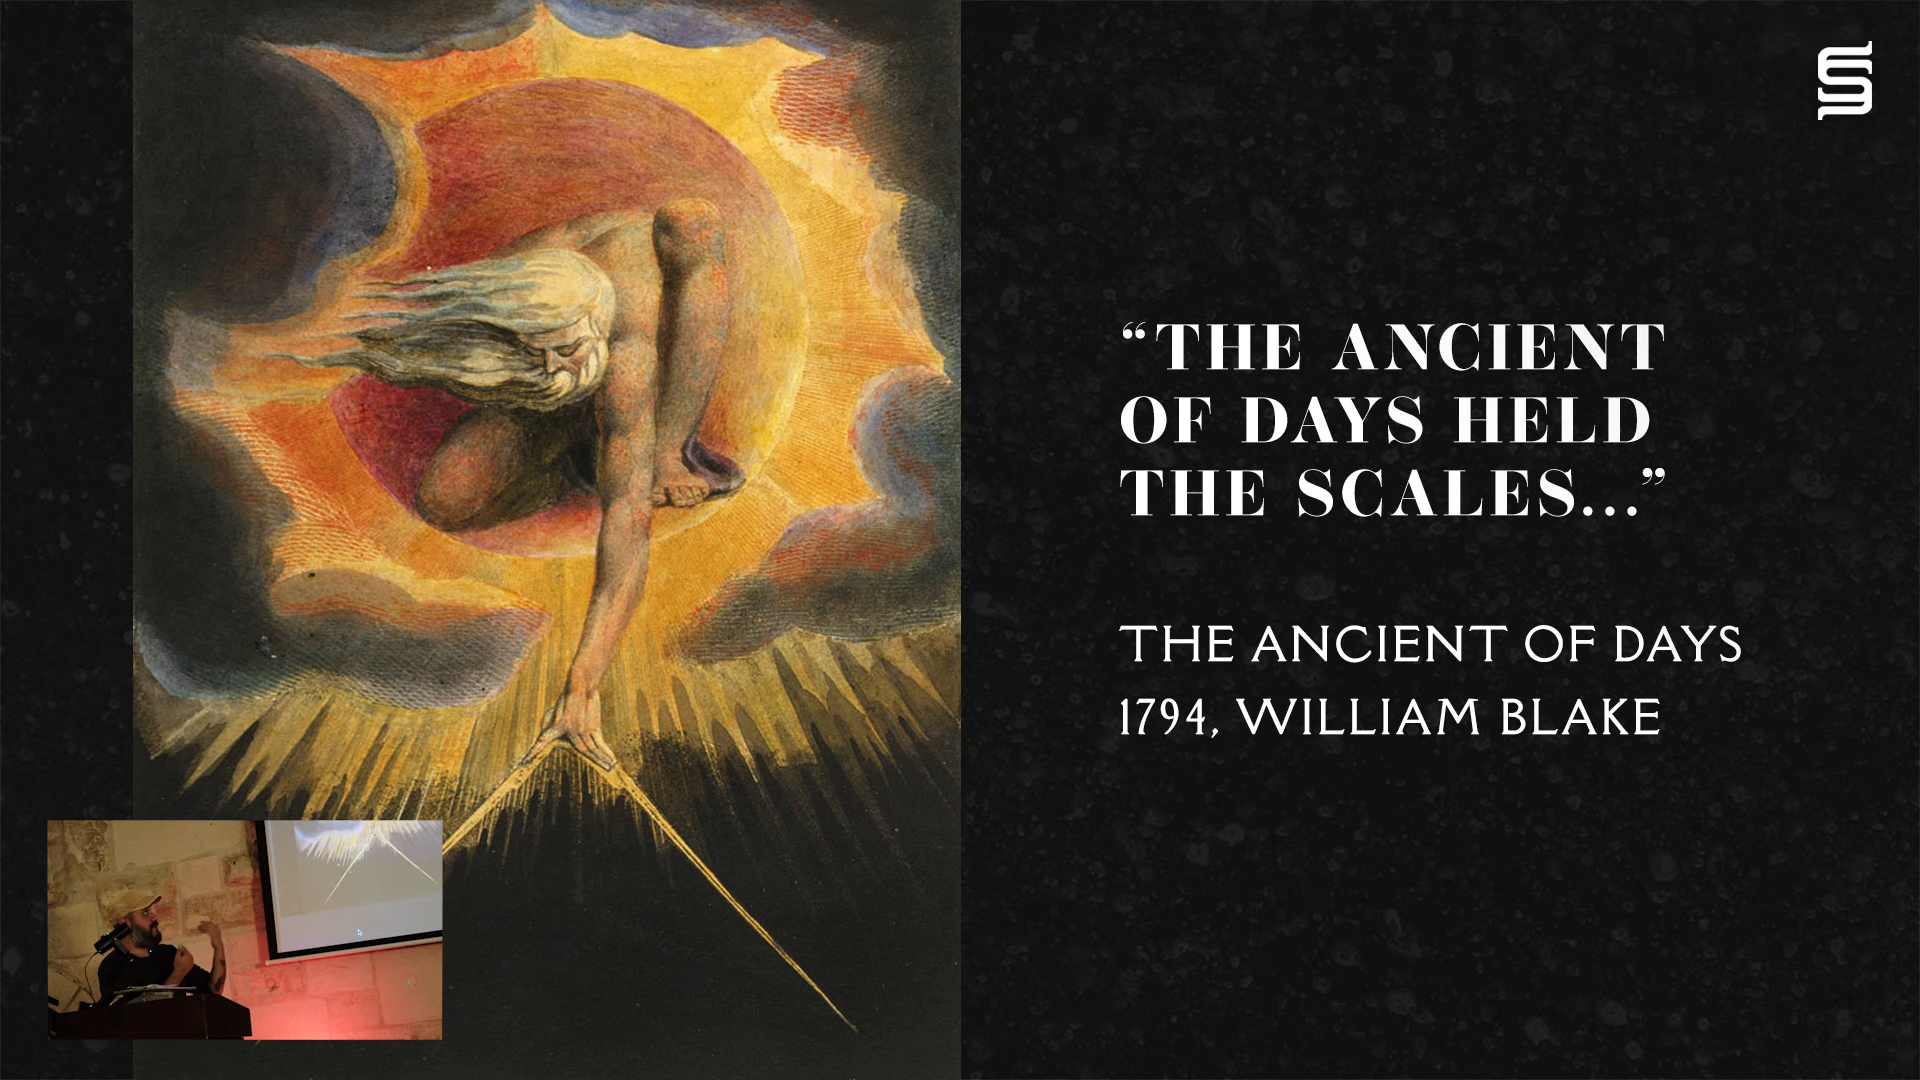 “THE ANCIENT
OF DAYS HELD
THE SCALES...”
THE ANCIENT OF DAYS
1794, WILLIAM BLAKE